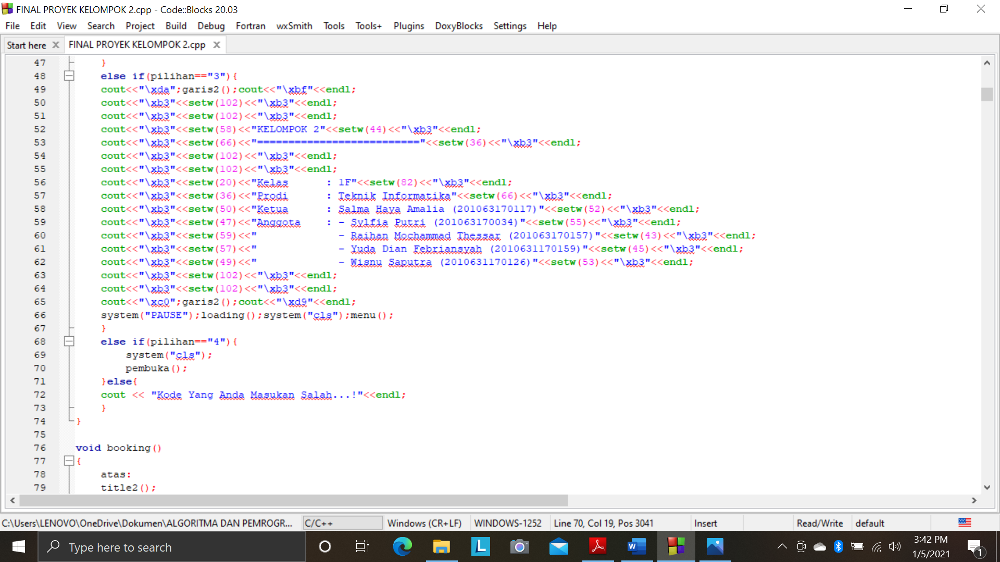 FINAL PROYEK KELOMPOK 2.cpp - Code::Blocks 20.03
File Edit View Search Project Build Debug Fortran wxSmith Tools Tools+ Plugins DoxyBlocks Settings Help
Start here FINAL PROYEK KELOMPOK 2.cpp
47 }
48 else if(pilihan=="3"){
49 cout<<"\xda";garis2();cout<<"\xbf"<<endl;
50 cout<<"\xb3"<<setw(102)<<"\xb3"<<endl;
51 cout<<"\xb3"<<setw(102)<<"\xb3"<<endl;
52 cout<<"\xb3"<<setw(58)<<"KELOMPOK 2"<<setw(44)<<"\xb3"<<endl;
53 cout<<"\xb3"<<setw(66)<<"=========================="<<setw(36)<<"\xb3"<<endl;
54 cout<<"\xb3"<<setw(102)<<"\xb3"<<endl;
55 cout<<"\xb3"<<setw(102)<<"\xb3"<<endl;
56 cout<<"\xb3"<<setw(20)<<"Kelas      : 1F"<<setw(82)<<"\xb3"<<endl;
57 cout<<"\xb3"<<setw(36)<<"Prodi      : Teknik Informatika"<<setw(66)<<"\xb3"<<endl;
58 cout<<"\xb3"<<setw(50)<<"Ketua      : Salma Haya Amalia (201063170117)"<<setw(52)<<"\xb3"<<endl;
59 cout<<"\xb3"<<setw(47)<<"Anggota    : - Sylfia Putri (201063170034)"<<setw(55)<<"\xb3"<<endl;
60 cout<<"\xb3"<<setw(59)<<"             - Raihan Mochammad Thessar (201063170157)"<<setw(43)<<"\xb3"<<endl;
61 cout<<"\xb3"<<setw(57)<<"             - Yuda Dian Febriansyah (2010631170159)"<<setw(45)<<"\xb3"<<endl;
62 cout<<"\xb3"<<setw(49)<<"             - Wisnu Saputra (2010631170126)"<<setw(53)<<"\xb3"<<endl;
63 cout<<"\xb3"<<setw(102)<<"\xb3"<<endl;
64 cout<<"\xb3"<<setw(102)<<"\xb3"<<endl;
65 cout<<"\xc0";garis2();cout<<"\xd9"<<endl;
66 system("PAUSE");loading();system("cls");menu();
67 }
68 else if(pilihan=="4"){
69 system("cls");
70 pembuka();
71 }else{
72 cout << "Kode Yang Anda Masukan Salah...!"<<endl;
73 }
74 }
75
76 void booking()
77 {
78 atas:
79 title2();
C:\Users\LENOVO\OneDrive\Dokumen\ALGORITMA DAN PEMROGR... C/C++ Windows (CR+LF) WINDOWS-1252 Line 70, Col 19, Pos 3041 Insert Read/Write default
Type here to search
3:42 PM
1/5/2021
1